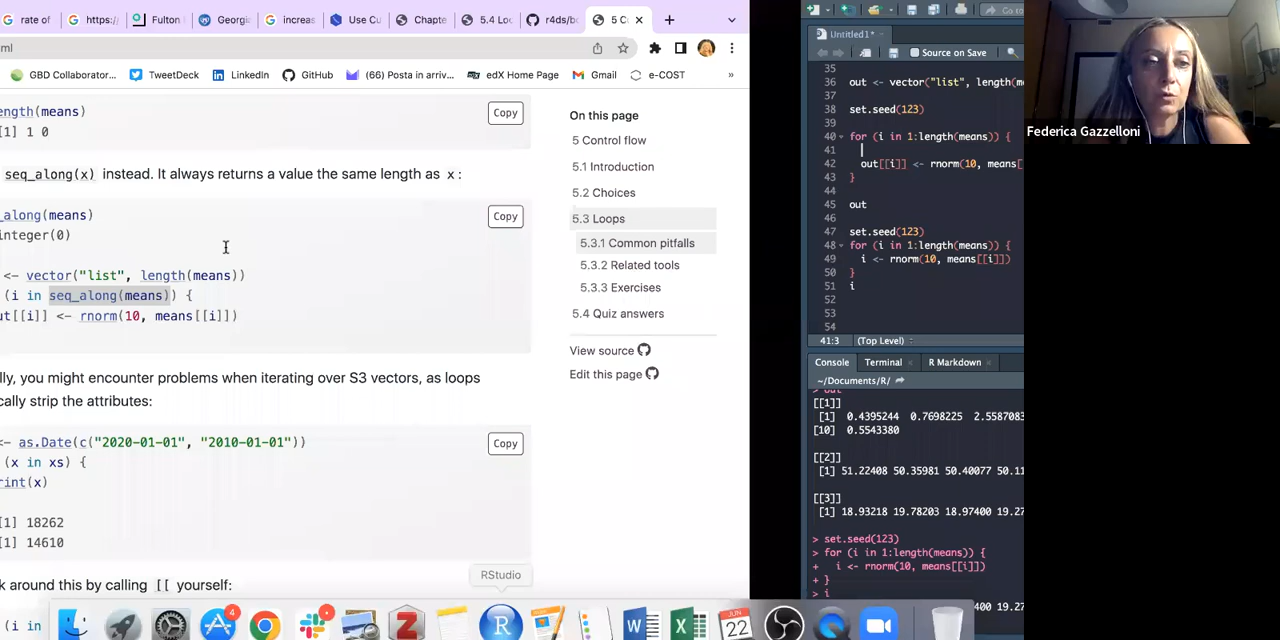 rate of
https:/
Fulton
Georgi
increas
Use Cu
Chapte
5.4 Lo
r4ds/bo
5 C
ml
Go to
Untitled1*
Source on Save
GBD Collaborator...
TweetDeck
LinkedIn
GitHub
(66) Posta in arriv...
edX Home Page
Gmail
e-COST
»
ength(means)
[1] 1 0
Copy
seq_along(x) instead. It always returns a value the same length as x:
_along(means)
integer(0)
Copy
<- vector("list", length(means))
(i in seq_along(means)) {
ut[[i]] <- rnorm(10, means[[i]])
lly, you might encounter problems when iterating over S3 vectors, as loops
cally strip the attributes:
<- as.Date(c("2020-01-01", "2010-01-01"))
(x in xs) {
rint(x)
Copy
[1] 18262
[1] 14610
k around this by calling [[ yourself:
(i in
On this page
5 Control flow
5.1 Introduction
5.2 Choices
5.3 Loops
5.3.1 Common pitfalls
5.3.2 Related tools
5.3.3 Exercises
5.4 Quiz answers
View source
Edit this page
RStudio
35
36 out <- vector("list", length(m
37
38 set.seed(123)
39
40 for (i in 1:length(means)) {
41
42 out[[i]] <- rnorm(10, means[
43 }
44
45 out
46
47 set.seed(123)
48 for (i in 1:length(means)) {
49 i <- rnorm(10, means[[i]])
50 }
51 i
52
53
54
41:3 (Top Level)
Console Terminal R Markdown
~/Documents/R/
> out
[[1]]
[1] 0.4395244 0.7698225 2.5587083
[10] 0.5543380
[[2]]
[1] 51.22408 50.35981 50.40077 50.11
[[3]]
[1] 18.93218 19.78203 18.97400 19.27
> set.seed(123)
> for (i in 1:length(means)) {
+ i <- rnorm(10, means[[i]])
+ }
> i
400 19.27
4
JUN
22
Federica Gazzelloni